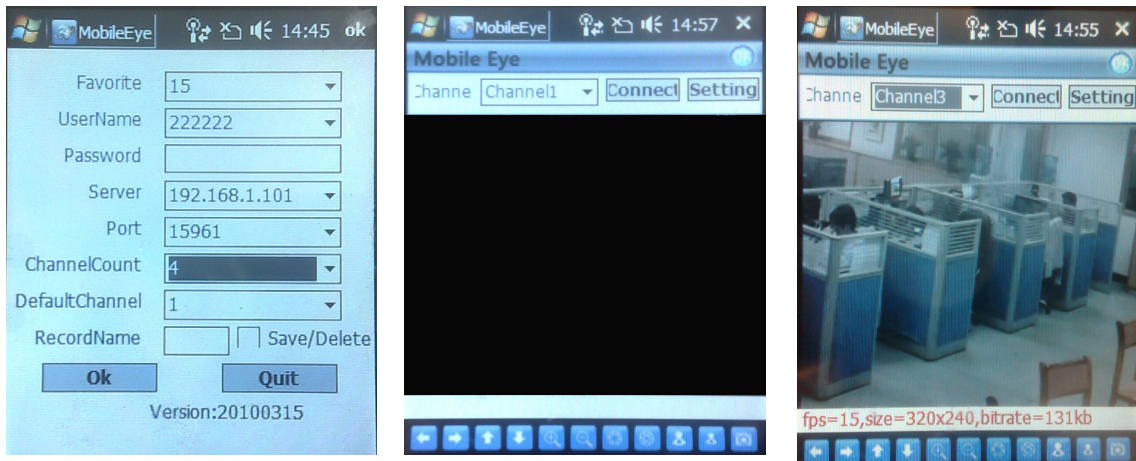 MobileEye 14:45 ok
Favorite 15
UserName 222222
Password
Server 192.168.1.101
Port 15961
ChannelCount 4
DefaultChannel 1
RecordName Save/Delete
Ok Quit
Version:20100315
MobileEye 14:57
Mobile Eye
OK
Channe Channel1 Connect Setting
MobileEye 14:55
Mobile Eye
OK
Channe Channel3 Connect Setting
fps=15,size=320x240,bitrate=131kb